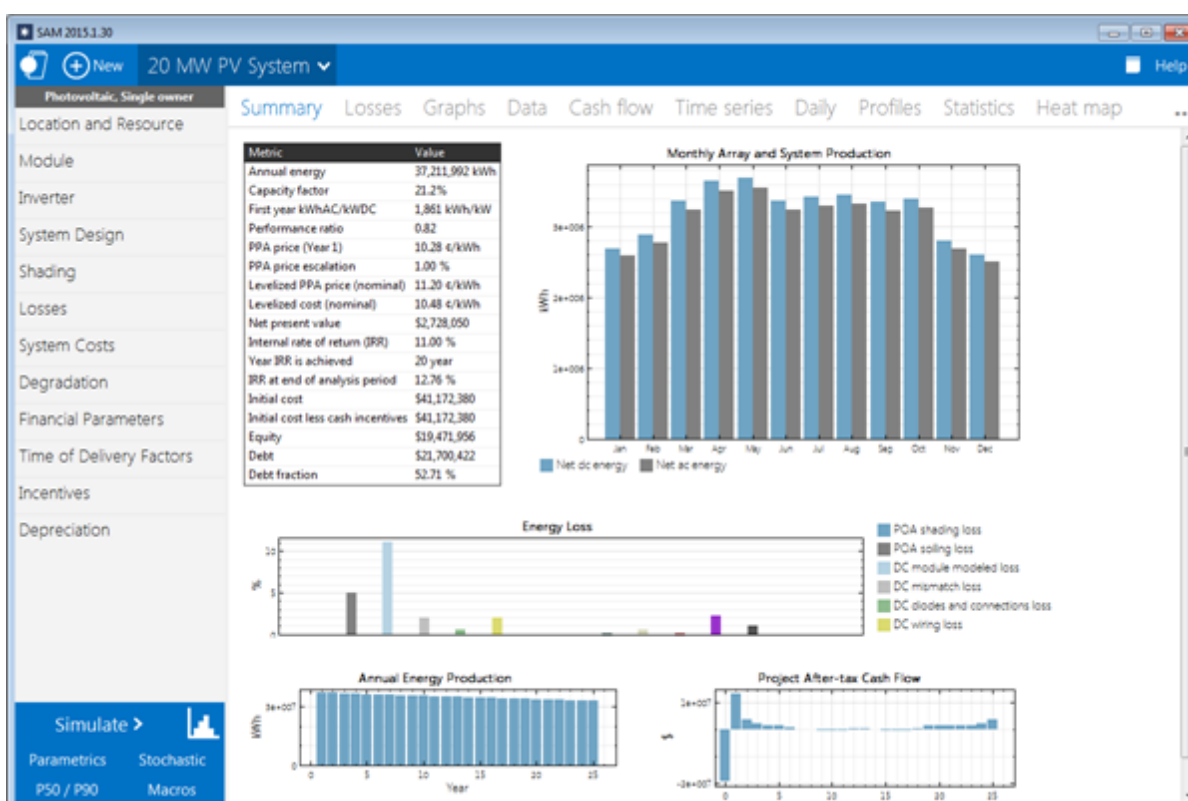 SAM 2015.1.30
New
20 MW PV System
Help
Photovoltaic, Single owner
Location and Resource
Module
Inverter
System Design
Shading
Losses
System Costs
Degradation
Financial Parameters
Time of Delivery Factors
Incentives
Depreciation
Simulate >
Parametrics Stochastic
P50 / P90 Macros
Summary Losses Graphs Data Cash flow Time series Daily Profiles Statistics Heat map ...
Metric Value
Annual energy 37,211,992 kWh
Capacity factor 21.2%
First year kWhAC/kWDC 1,861 kWh/kW
Performance ratio 0.82
PPA price (Year 1) 10.28 ¢/kWh
PPA price escalation 1.00 %
Levelized PPA price (nominal) 11.20 ¢/kWh
Levelized cost (nominal) 10.48 ¢/kWh
Net present value $2,728,050
Internal rate of return (IRR) 11.00 %
Year IRR is achieved 20 year
IRR at end of analysis period 12.76 %
Initial cost $41,172,380
Initial cost less cash incentives $41,172,380
Equity $19,471,956
Debt $21,700,422
Debt fraction 52.71 %
Monthly Array and System Production
kWh
3e+006
2e+006
1e+006
0
Jan Feb Mar Apr May Jun Jul Aug Sep Oct Nov Dec
Net dc energy Net ac energy
Energy Loss
%
10
5
0
POA shading loss
POA soiling loss
DC module modeled loss
DC mismatch loss
DC diodes and connections loss
DC wiring loss
Annual Energy Production
kWh
3e+007
0
0 5 10 15 20 25
Year
Project After-tax Cash Flow
$
1e+007
-2e+007
0 5 10 15 20 25